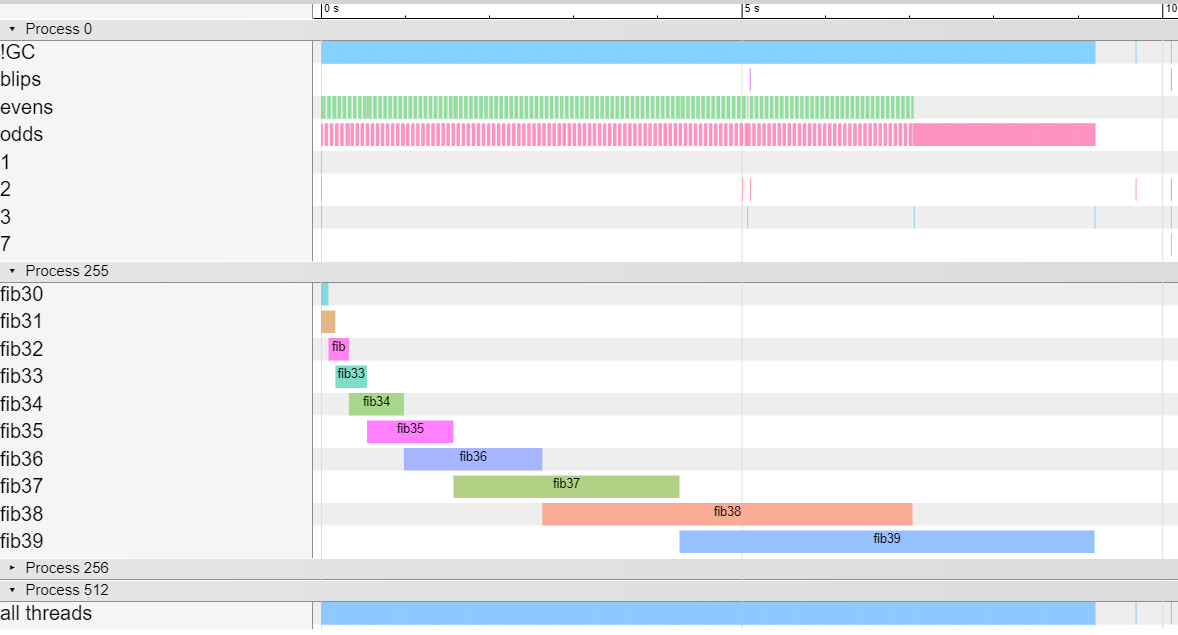 0 s 5 s 10
Process 0
!GC
blips
evens
odds
1
2
3
7
Process 255
fib30
fib31
fib32 fib
fib33 fib33
fib34 fib34
fib35 fib35
fib36 fib36
fib37 fib37
fib38 fib38
fib39 fib39
Process 256
Process 512
all threads